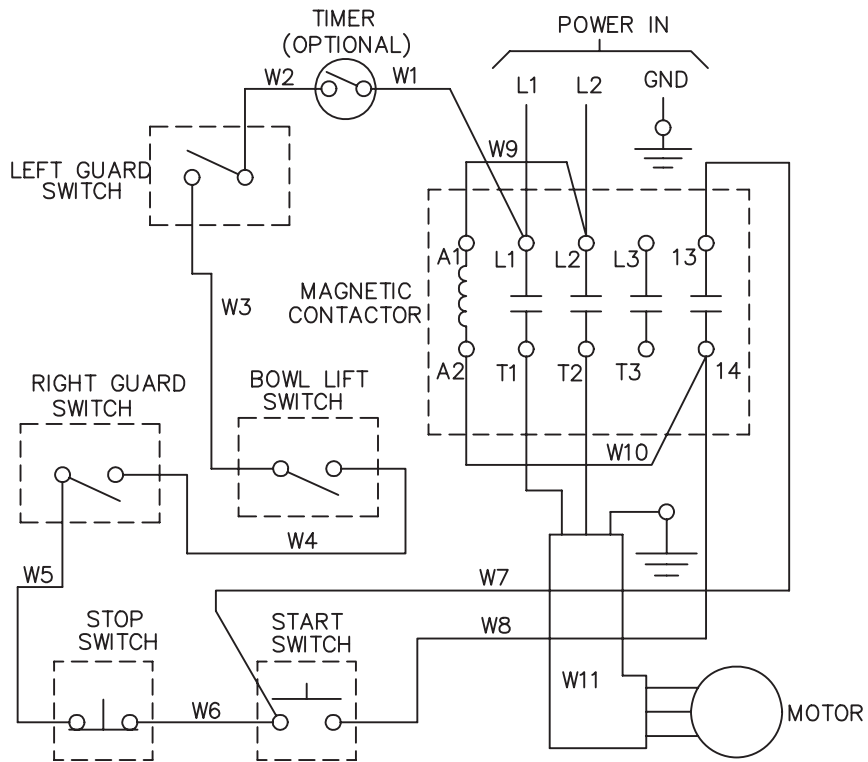 TIMER
(OPTIONAL)
POWER IN
W2
W1
L1
L2
GND
W9
LEFT GUARD
SWITCH
A1
L1
L2
L3
13
W3
MAGNETIC
CONTACTOR
A2
T1
T2
T3
14
RIGHT GUARD
SWITCH
BOWL LIFT
SWITCH
W10
W4
W5
W7
STOP
SWITCH
START
SWITCH
W8
W11
W6
MOTOR